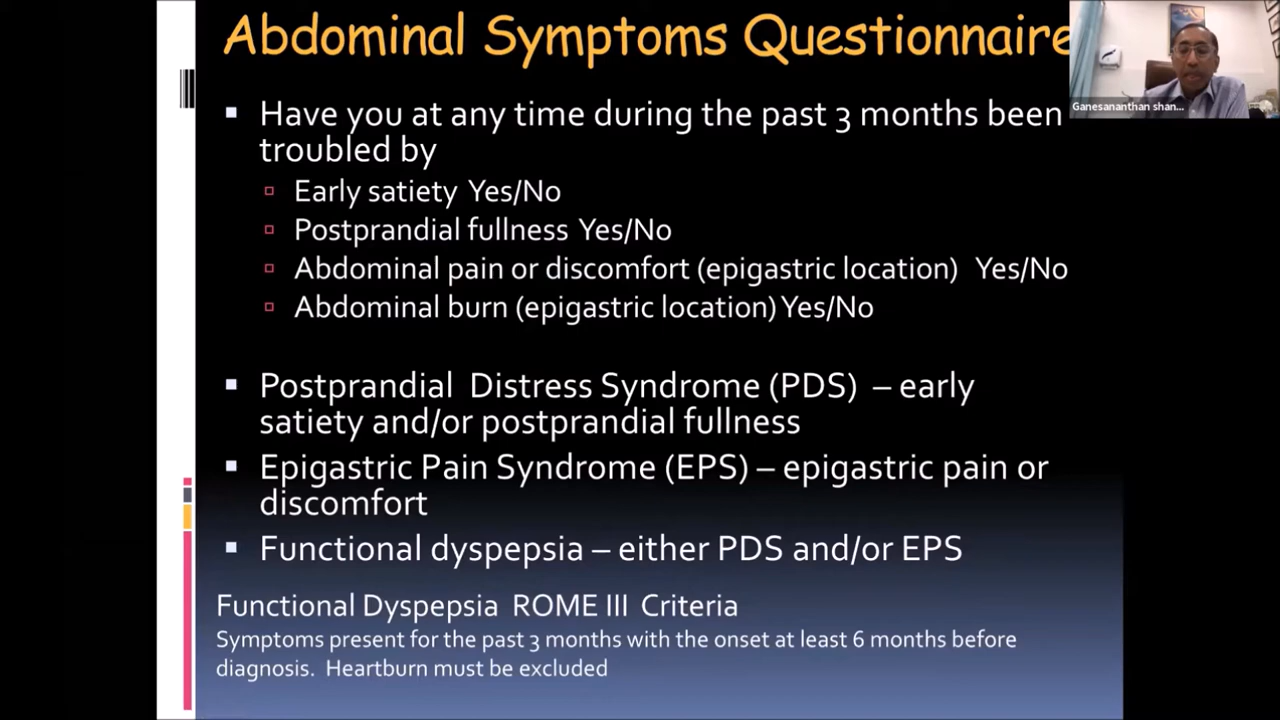 Abdominal Symptoms Questionnaire
Ganesananthan shan...
▪ Have you at any time during the past 3 months been
troubled by
▫ Early satiety Yes/No
▫ Postprandial fullness Yes/No
▫ Abdominal pain or discomfort (epigastric location) Yes/No
▫ Abdominal burn (epigastric location) Yes/No
▪ Postprandial Distress Syndrome (PDS) – early
satiety and/or postprandial fullness
▪ Epigastric Pain Syndrome (EPS) – epigastric pain or
discomfort
▪ Functional dyspepsia – either PDS and/or EPS
Functional Dyspepsia ROME III Criteria
Symptoms present for the past 3 months with the onset at least 6 months before
diagnosis. Heartburn must be excluded